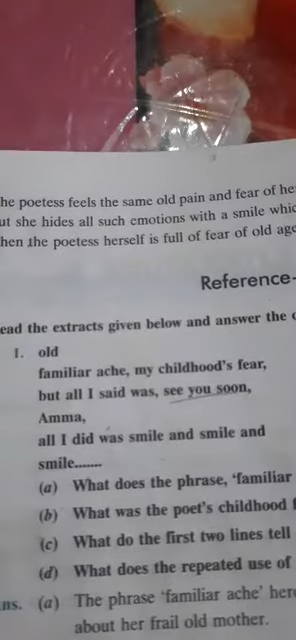 he poetess feels the same old pain and fear of he
ut she hides all such emotions with a smile whic
hen the poetess herself is full of fear of old age
Reference-
ead the extracts given below and answer the
1. old
familiar ache, my childhood's fear,
but all I said was, see you soon,
Amma,
all I did was smile and smile and
smile.......
(a) What does the phrase, 'familiar
(b) What was the poet's childhood
(c) What do the first two lines tell
(d) What does the repeated use of
ns. (a) The phrase 'familiar ache' her
about her frail old mother.